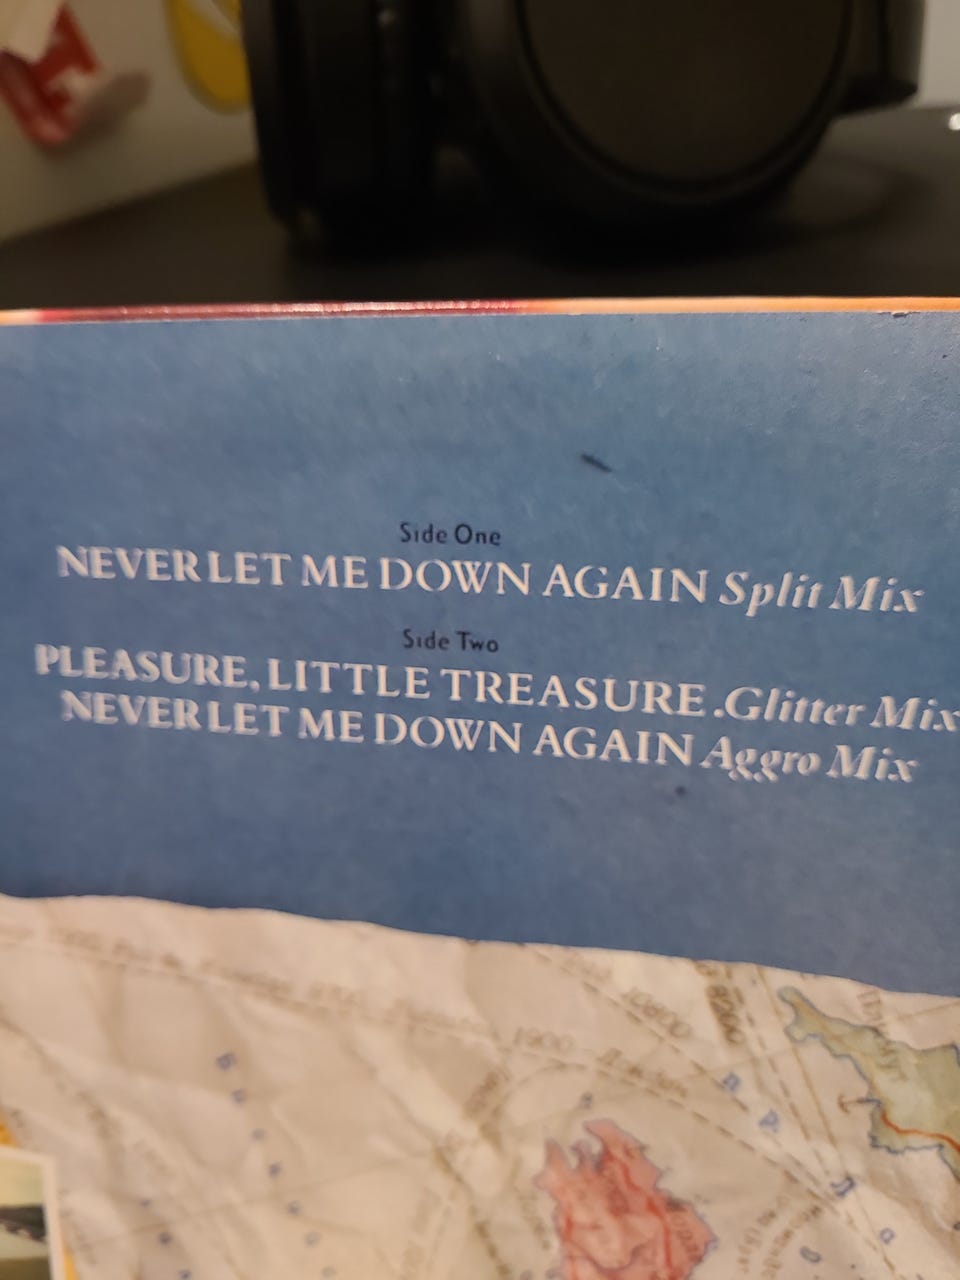 Side One
NEVER LET ME DOWN AGAIN Split Mix
Side Two
PLEASURE, LITTLE TREASURE .Glitter Mix
NEVER LET ME DOWN AGAIN Aggro Mix